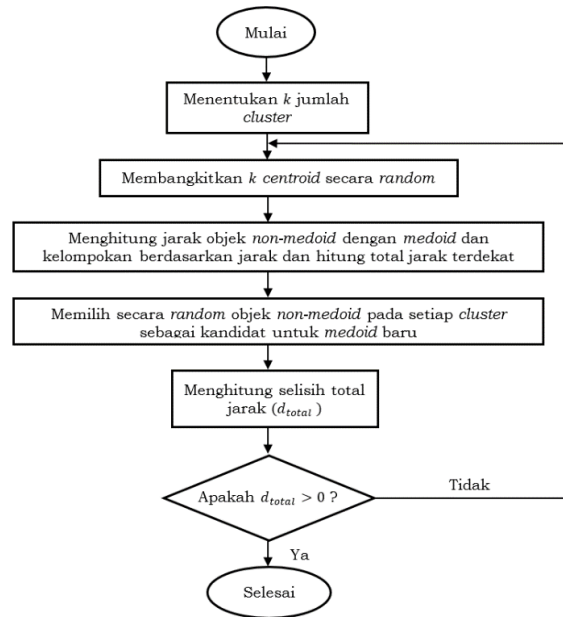 Mulai
Menentukan k jumlah
cluster
Membangkitkan k centroid secara random
Menghitung jarak objek non-medoid dengan medoid dan
kelompokan berdasarkan jarak dan hitung total jarak terdekat
Memilih secara random objek non-medoid pada setiap cluster
sebagai kandidat untuk medoid baru
Menghitung selisih total
jarak (d_total )
Apakah d_total > 0 ?
Tidak
Ya
Selesai